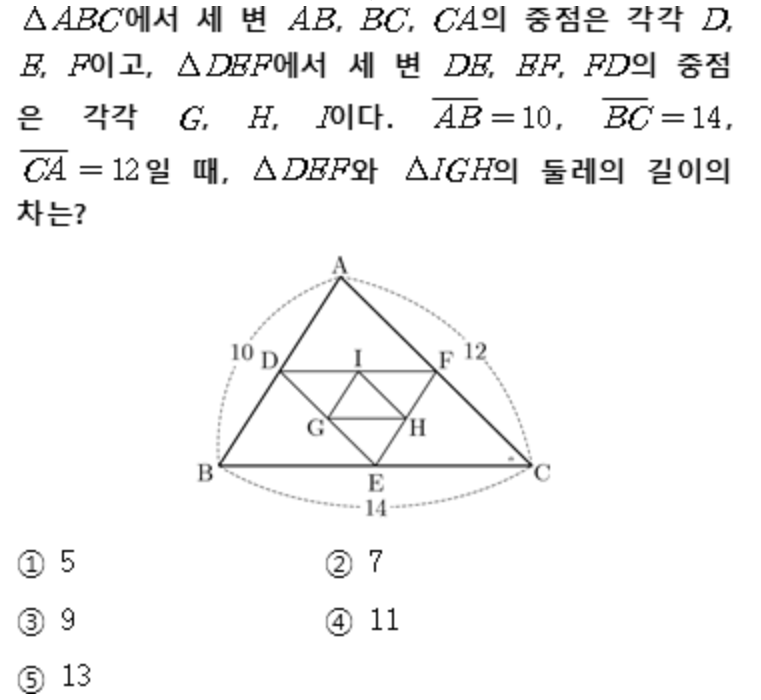 △ABC에서 세 변 AB, BC, CA의 중점은 각각 D,
E, F이고, △DEF에서 세 변 DE, EF, FD의 중점
은 각각 G, H, I이다. $\overline{AB}$ = 10, $\overline{BC}$ = 14,
$\overline{CA}$ = 12일 때, △DEF와 △IGH의 둘레의 길이의
차는?
A
10 D I F 12
G H
B E C
14
① 5 ② 7
③ 9 ④ 11
⑤ 13